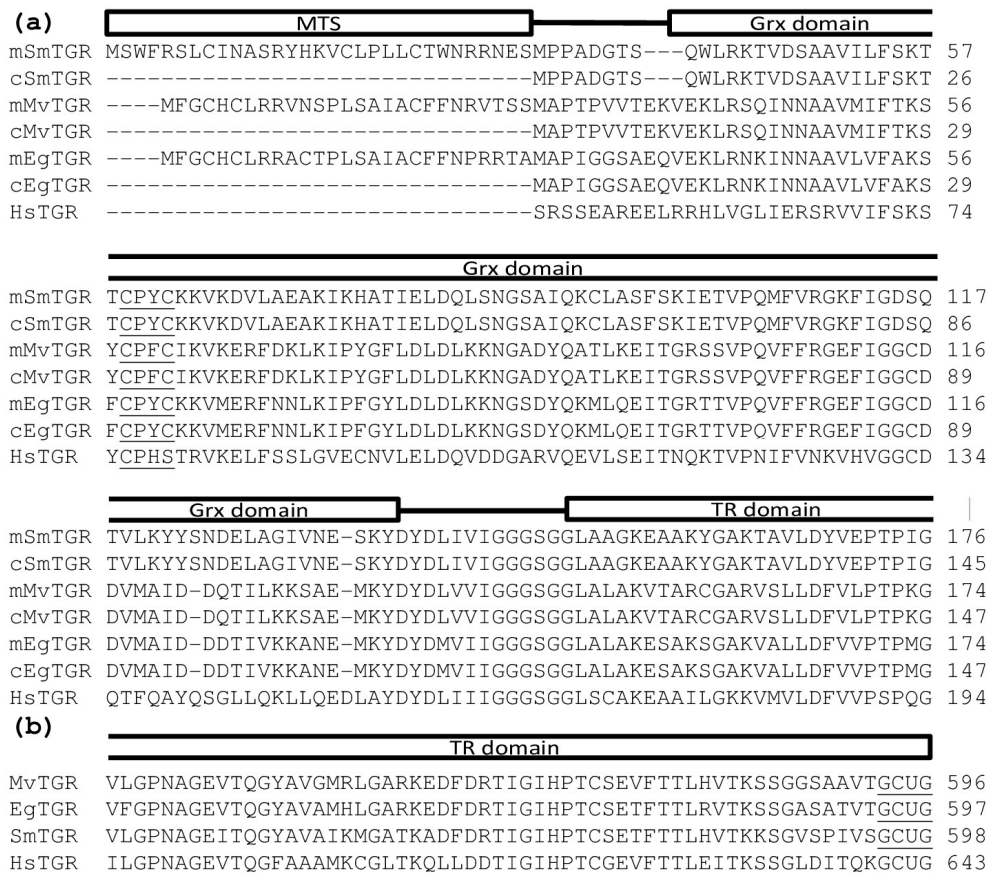 (a)
MTS Grx domain
mSmTGR MSWFRSLCINASRYHKVCLPLLCTWNRRNESMPPADGTS---QWLRKTVDSAAVILFSKT 57
cSmTGR -------------------------------MPPADGTS---QWLRKTVDSAAVILFSKT 26
mMvTGR ----MFGCHCLRRVNSPLSAIACFFNRVTSSMAPTPVVTEKVEKLRSQINNAAVMIFTKS 56
cMvTGR -------------------------------MAPTPVVTEKVEKLRSQINNAAVMIFTKS 29
mEgTGR ----MFGCHCLRRACTPLSAIACFFNPRRTAMAPIGGSAEQVEKLRNKINNAAVLVFAKS 56
cEgTGR -------------------------------MAPIGGSAEQVEKLRNKINNAAVLVFAKS 29
HsTGR -------------------------------SRSSEAREELRRHLVGLIERSRVVIFSKS 74
Grx domain
mSmTGR TCPYCKKVKDVLAEAKIKHATIELDQLSNGSAIQKCLASFSKIETVPQMFVRGKFIGDSQ 117
cSmTGR TCPYCKKVKDVLAEAKIKHATIELDQLSNGSAIQKCLASFSKIETVPQMFVRGKFIGDSQ 86
mMvTGR YCPFCIKVKERFDKLKIPYGFLDLDLKKNGADYQATLKEITGRSSVPQVFFRGEFIGGCD 116
cMvTGR YCPFCIKVKERFDKLKIPYGFLDLDLKKNGADYQATLKEITGRSSVPQVFFRGEFIGGCD 89
mEgTGR FCPYCKKVMERFNNLKIPFGYLDLDLKKNGSDYQKMLQEITGRTTVPQVFFRGEFIGGCD 116
cEgTGR FCPYCKKVMERFNNLKIPFGYLDLDLKKNGSDYQKMLQEITGRTTVPQVFFRGEFIGGCD 89
HsTGR YCPHSTRVKELFSSLGVECNVLELDQVDDGARVQEVLSEITNQKTVPNIFVNKVHVGGCD 134
Grx domain TR domain
mSmTGR TVLKYYSNDELAGIVNE-SKYDYDLIVIGGGSGGLAAGKEAAKYGAKTAVLDYVEPTPIG 176
cSmTGR TVLKYYSNDELAGIVNE-SKYDYDLIVIGGGSGGLAAGKEAAKYGAKTAVLDYVEPTPIG 145
mMvTGR DVMAID-DQTILKKSAE-MKYDYDLVVIGGGSGGLALAKVTARCGARVSLLDFVLPTPKG 174
cMvTGR DVMAID-DQTILKKSAE-MKYDYDLVVIGGGSGGLALAKVTARCGARVSLLDFVLPTPKG 147
mEgTGR DVMAID-DDTIVKKANE-MKYDYDMVIIGGGSGGLALAKESAKSGAKVALLDFVVPTPMG 174
cEgTGR DVMAID-DDTIVKKANE-MKYDYDMVIIGGGSGGLALAKESAKSGAKVALLDFVVPTPMG 147
HsTGR QTFQAYQSGLLQKLLQEDLAYDYDLIIIGGGSGGLSCAKEAAILGKKVMVLDFVVPSPQG 194
(b)
TR domain
MvTGR VLGPNAGEVTQGYAVGMRLGARKEDFDRTIGIHPTCSEVFTTLHVTKSSGGSAAVTGCUG 596
EgTGR VFGPNAGEVTQGYAVAMHLGARKEDFDRTIGIHPTCSETFTTLRVTKSSGASATVTGCUG 597
SmTGR VLGPNAGEITQGYAVAIKMGATKADFDRTIGIHPTCSETFTTLHVTKKSGVSPIVSGCUG 598
HsTGR ILGPNAGEVTQGFAAAMKCGLTKQLLDDTIGIHPTCGEVFTTLEITKSSGLDITQKGCUG 643